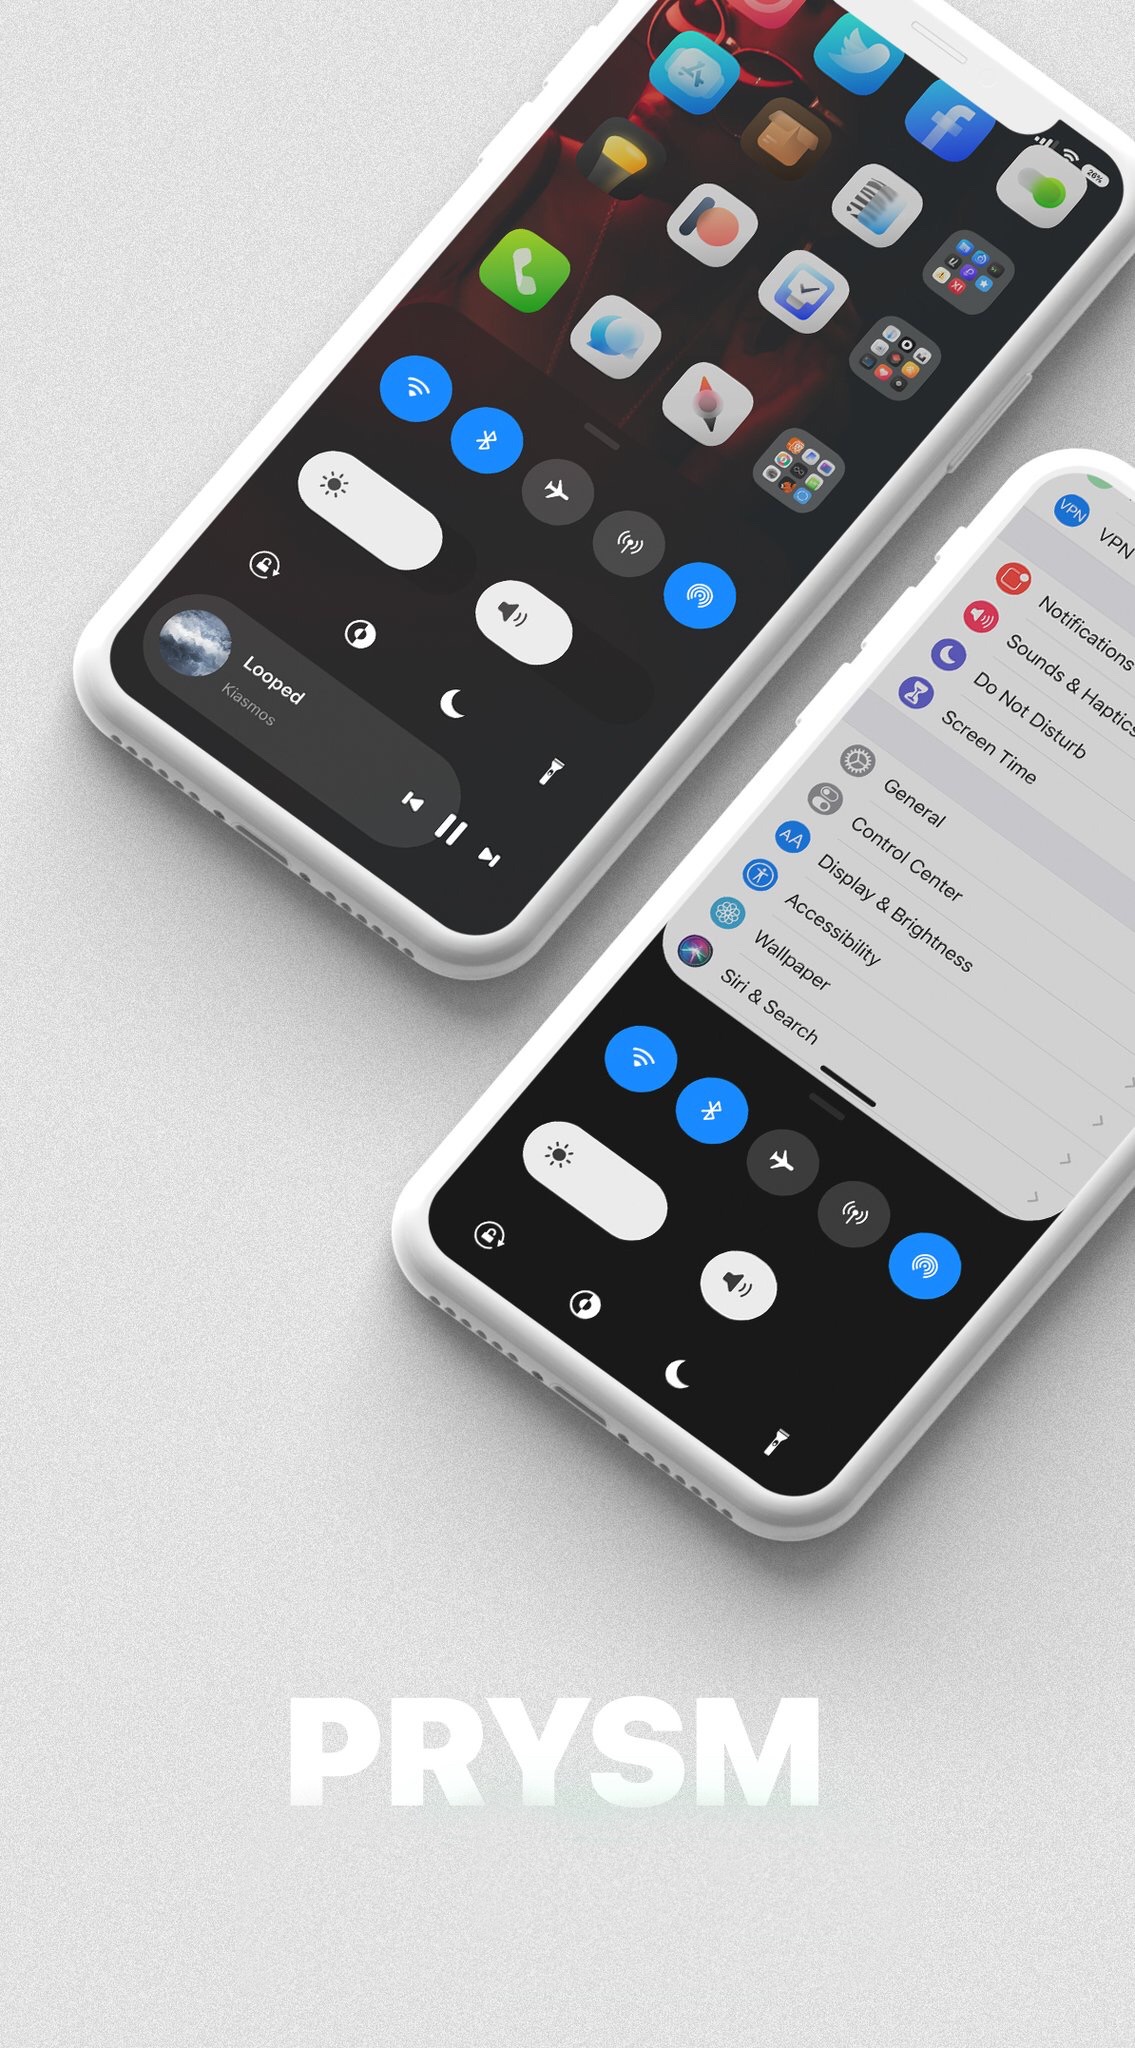 26%
Looped
Kiasmos
VPN
VPN
Notifications
Sounds & Haptics
Do Not Disturb
Screen Time
General
Control Center
AA
Display & Brightness
Accessibility
Wallpaper
Siri & Search
PRYSM